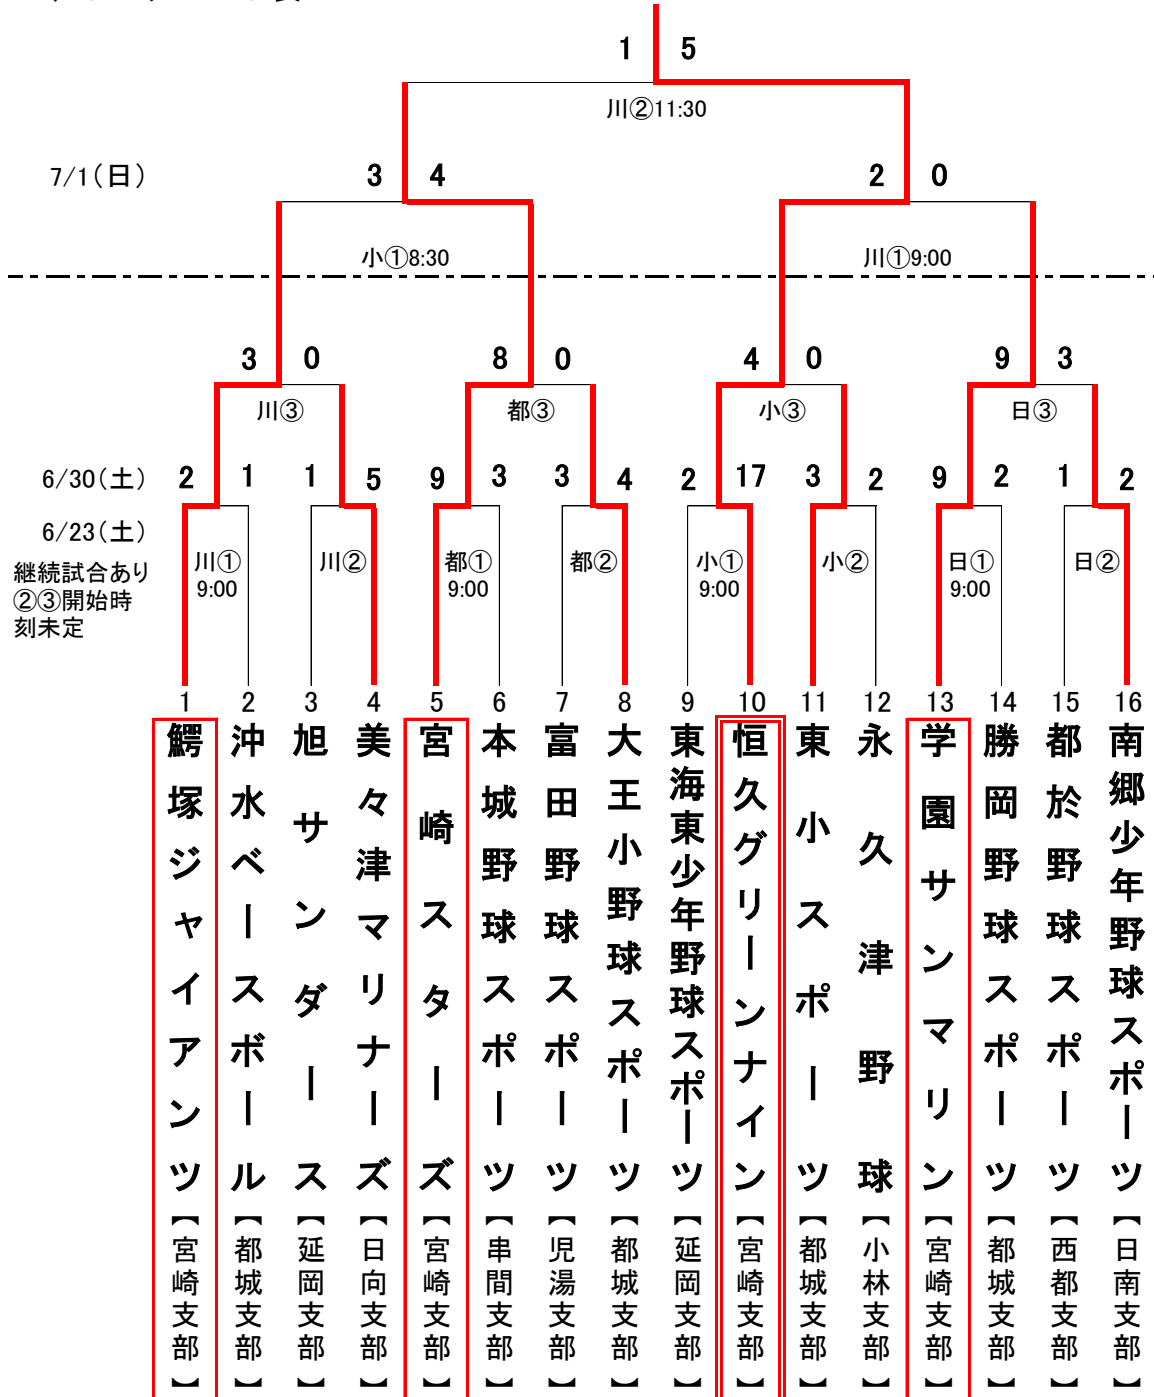 1 5
川②11:30
7/1(日)
3 4
2 0
小①8:30
川①9:00
3 0
8 0
4 0
9 3
川③
都③
小③
日③
6/30(土)
2 1 1 5 9 3 3 4 2 17 3 2 9 2 1 2
6/23(土)
継続試合あり
②③開始時
刻未定
川①
9:00
川②
都①
9:00
都②
小①
9:00
小②
日①
9:00
日②
1 2 3 4 5 6 7 8 9 10 11 12 13 14 15 16
鰐塚ジャイアンツ【宮崎支部】
沖水ベースボール【都城支部】
旭サンダース【延岡支部】
美々津マリナーズ【日向支部】
宮崎スターズ【宮崎支部】
本城野球スポーツ【串間支部】
富田野球スポーツ【児湯支部】
大王小野球スポーツ【都城支部】
東海東少年野球スポーツ【延岡支部】
恒久グリーンナイン【宮崎支部】
東小スポーツ【都城支部】
永久津野球【小林支部】
学園サンマリン【宮崎支部】
勝岡野球スポーツ【都城支部】
都於野球スポーツ【西都支部】
南郷少年野球スポーツ【日南支部】